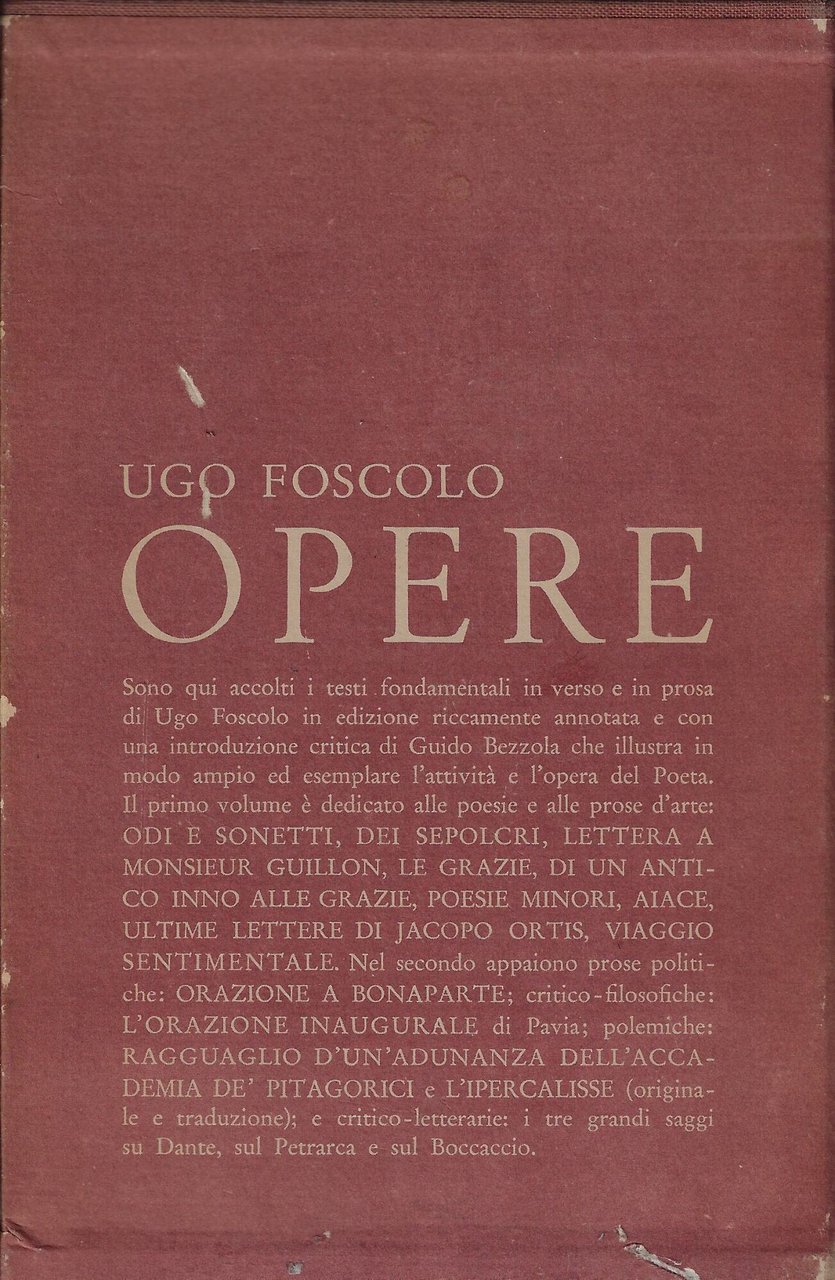 UGO FOSCOLO
OPERE
Sono qui accolti i testi fondamentali in verso e in prosa
di Ugo Foscolo in edizione riccamente annotata e con
una introduzione critica di Guido Bezzola che illustra in
modo ampio ed esemplare l'attività e l'opera del Poeta.
Il primo volume è dedicato alle poesie e alle prose d'arte:
ODI E SONETTI, DEI SEPOLCRI, LETTERA A
MONSIEUR GUILLON, LE GRAZIE, DI UN ANTI-
CO INNO ALLE GRAZIE, POESIE MINORI, AIACE,
ULTIME LETTERE DI JACOPO ORTIS, VIAGGIO
SENTIMENTALE. Nel secondo appaiono prose politi-
che: ORAZIONE A BONAPARTE; critico-filosofiche:
L'ORAZIONE INAUGURALE di Pavia; polemiche:
RAGGUAGLIO D'UN'ADUNANZA DELL'ACCA-
DEMIA DE' PITAGORICI e L'IPERCALISSE (origina-
le e traduzione); e critico-letterarie: i tre grandi saggi
su Dante, sul Petrarca e sul Boccaccio.